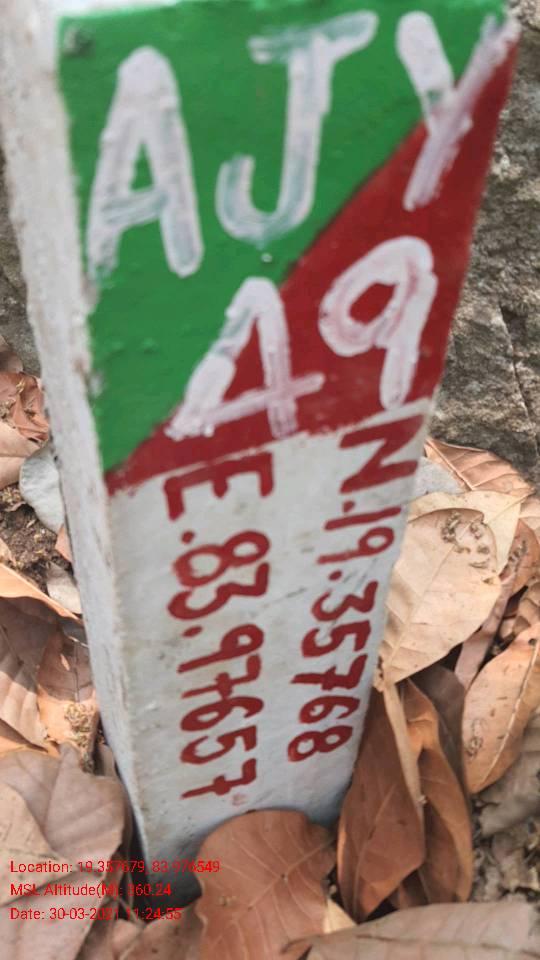 AJY
49
N.19.35768
E.83.97657
Location: 19.357679, 83.976549
MSL Altitude(M): 360.24
Date: 30-03-2021 11:24:55